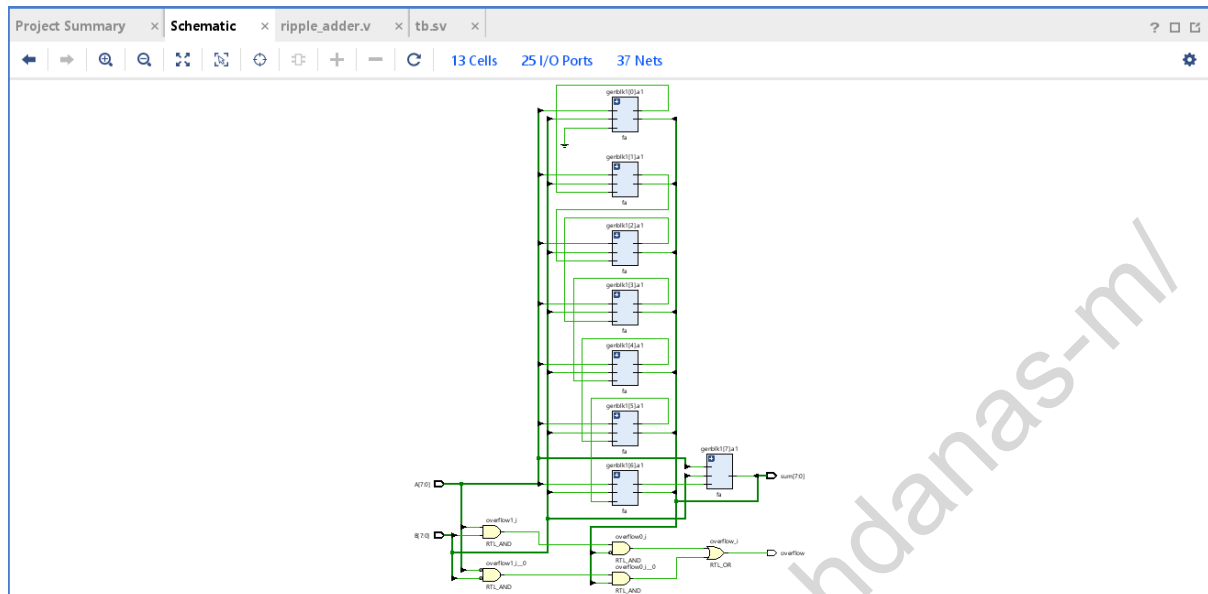 Project Summary × Schematic × ripple_adder.v × tb.sv × ?
13 Cells 25 I/O Ports 37 Nets
genblk1[0].a1
fa
genblk1[1].a1
fa
genblk1[2].a1
fa
genblk1[3].a1
fa
genblk1[4].a1
fa
genblk1[5].a1
fa
genblk1[7].a1
fa
genblk1[6].a1
fa
A[7:0]
sum[7:0]
B[7:0]
overflow1_i
RTL_AND
overflow0_i
RTL_AND
overflow_i
RTL_OR
overflow
overflow1_i__0
RTL_AND
overflow0_i__0
RTL_AND
hdanas-m/